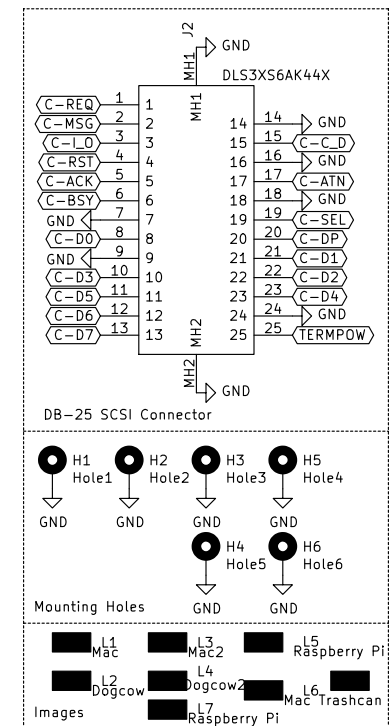 J2
MH1
GND
DLS3XS6AK44X
MH1
C-REQ 1 1
C-MSG 2 2
14 14 GND
C-I_O 3 3
15 15 C-C_D
C-RST 4 4
16 16 GND
C-ACK 5 5
17 17 C-ATN
C-BSY 6 6
18 18 GND
GND 7 7
19 19 C-SEL
C-D0 8 8
20 20 C-DP
GND 9 9
21 21 C-D1
C-D3 10 10
22 22 C-D2
C-D5 11 11
23 23 C-D4
C-D6 12 12
24 24 GND
C-D7 13 13
25 25 TERMPOW
MH2
MH2
GND
DB-25 SCSI Connector
H1 H2 H3 H5
Hole1 Hole2 Hole3 Hole4
GND GND GND GND
H4 H6
Hole5 Hole6
GND GND
Mounting Holes
L1 L3 L5
Mac Mac2 Raspberry Pi
L2 L4 L6
Dogcow Dogcow2 Mac Trashcan
L7
Raspberry Pi
Images